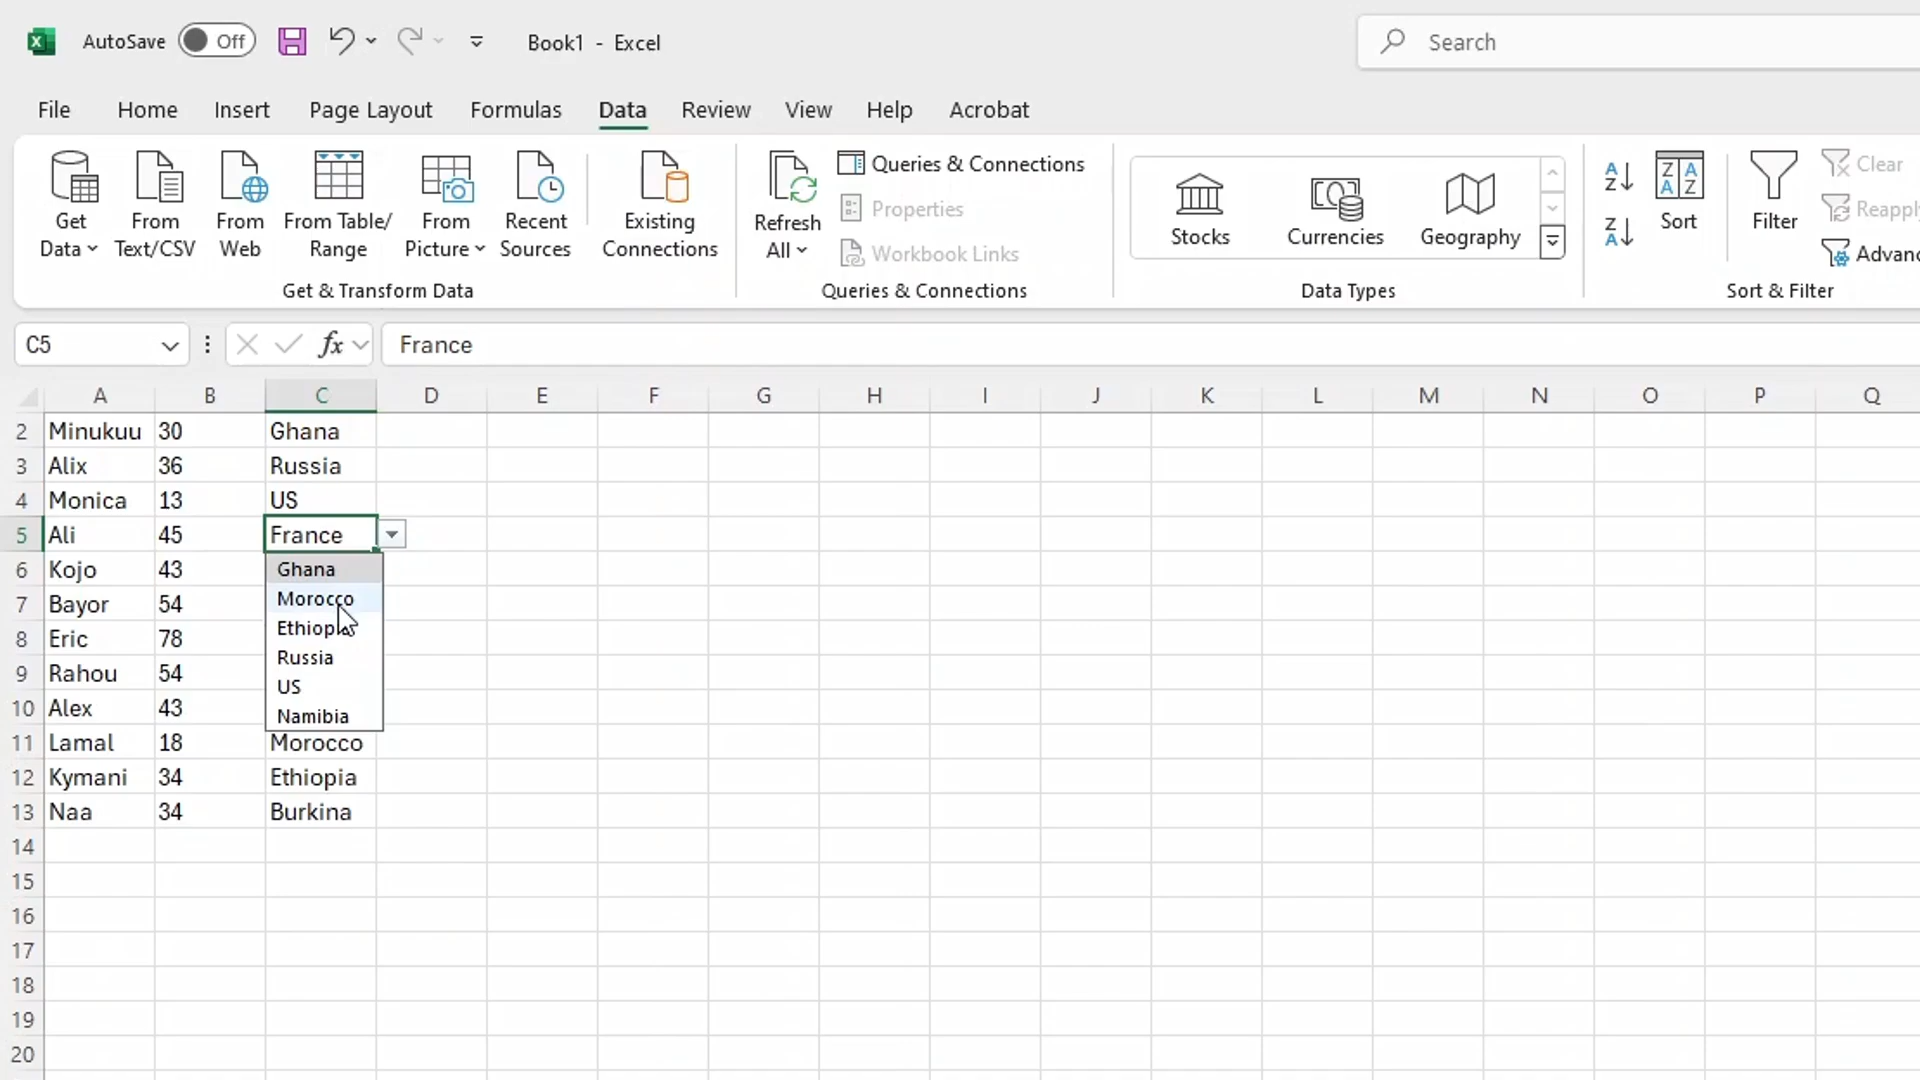 AutoSave Off Book1 - Excel Search
File Home Insert Page Layout Formulas Data Review View Help Acrobat
Get Data
From Text/CSV
From Web
From Table/ Range
From Picture
Recent Sources
Existing Connections
Get & Transform Data
Refresh All
Queries & Connections
Properties
Workbook Links
Queries & Connections
Stocks Currencies Geography
Data Types
Sort
Filter
Clear
Reapply
Sort & Filter
C5 fx France
A B C D E F G H I J K L M N O P Q
2 Minukuu 30 Ghana
3 Alix 36 Russia
4 Monica 13 US
5 Ali 45 France
6 Kojo 43
7 Bayor 54
8 Eric 78
9 Rahou 54
10 Alex 43
Ghana
Morocco
Ethiopia
Russia
US
Namibia
11 Lamal 18 Morocco
12 Kymani 34 Ethiopia
13 Naa 34 Burkina
14
15
16
17
18
19
20